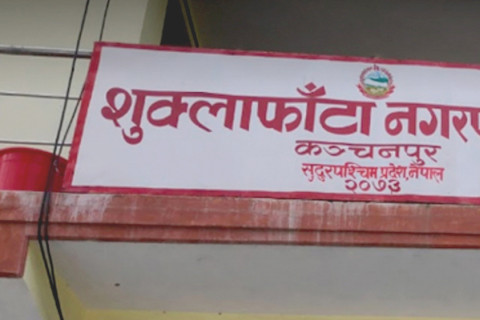 शुक्लाफाँटा नगरप
कञ्चनपुर
सुदुरपश्चिम प्रदेश, नेपाल
२०७३